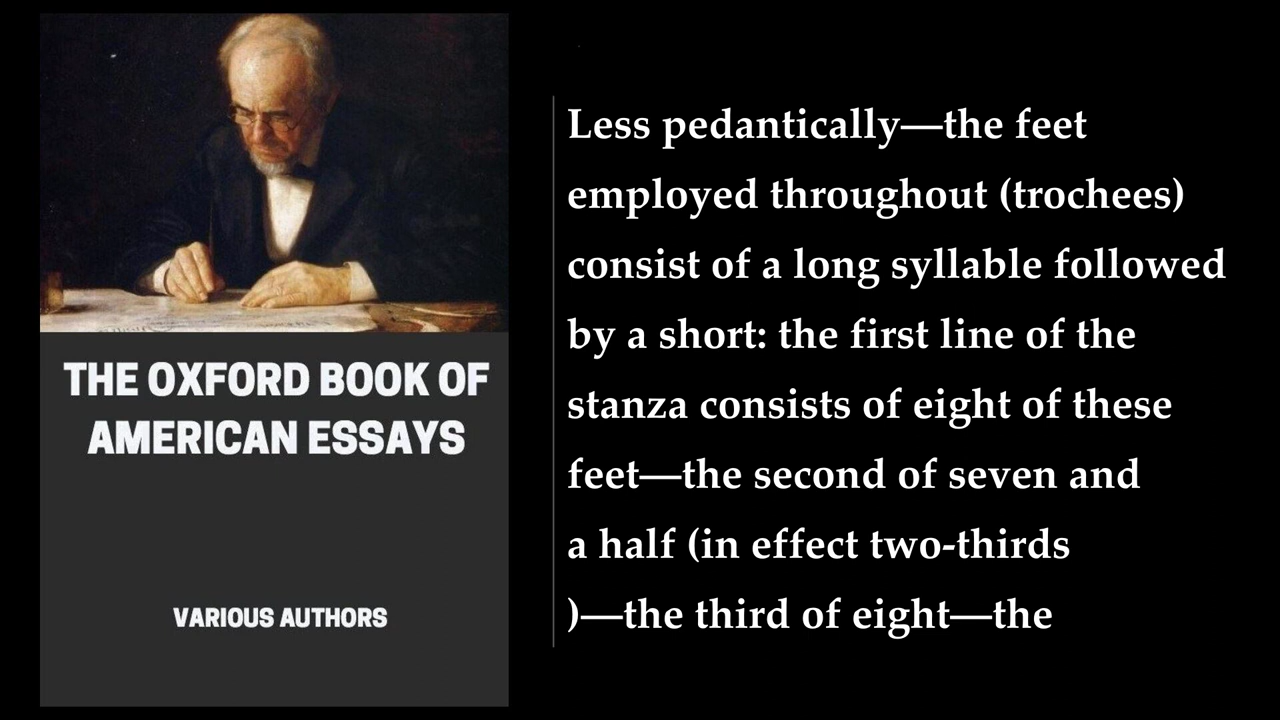 THE OXFORD BOOK OF
AMERICAN ESSAYS
VARIOUS AUTHORS
Less pedantically—the feet
employed throughout (trochees)
consist of a long syllable followed
by a short: the first line of the
stanza consists of eight of these
feet—the second of seven and
a half (in effect two-thirds
)—the third of eight—the